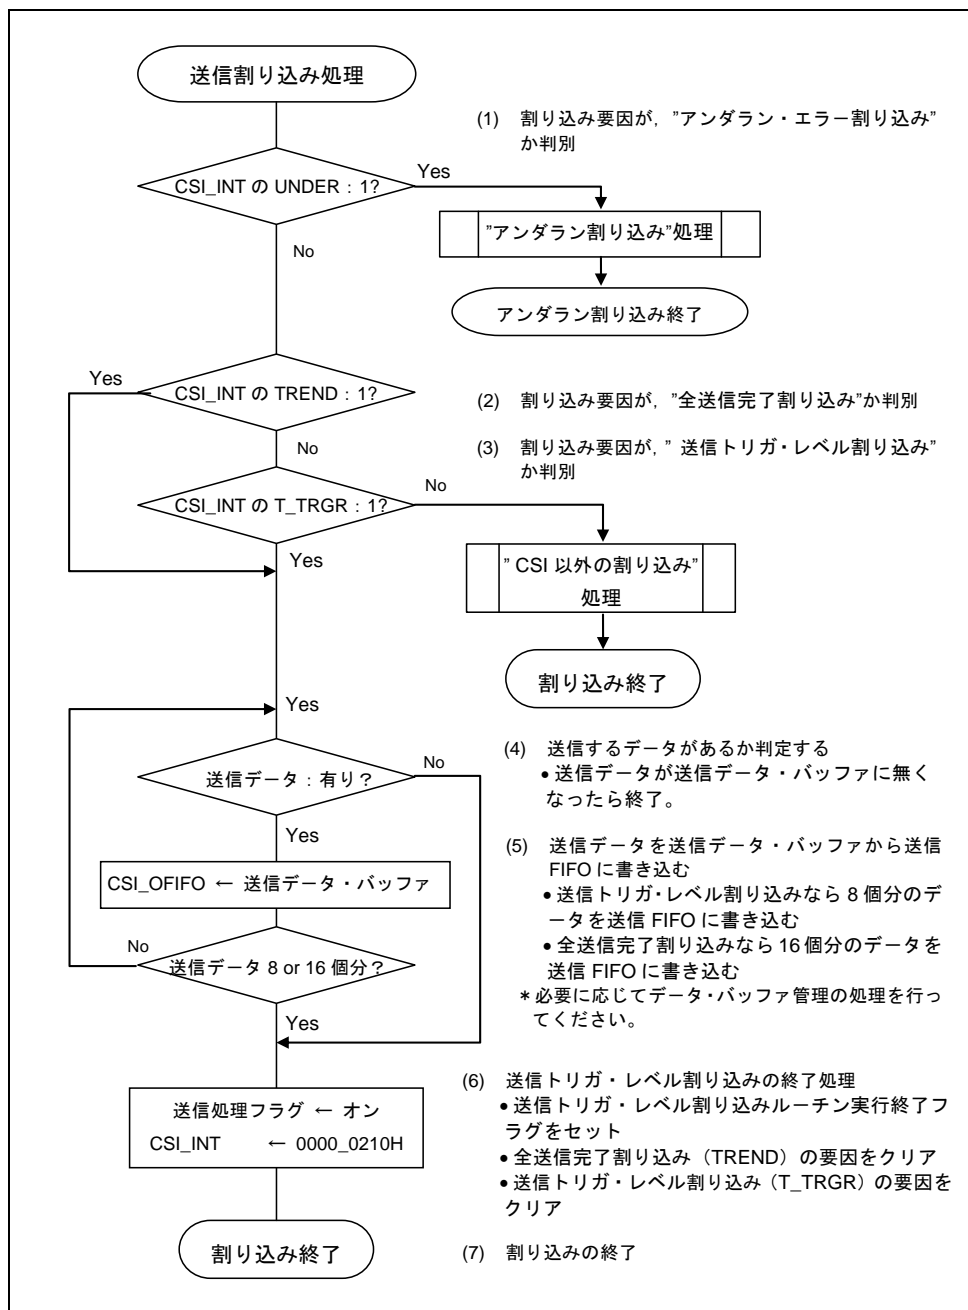 送信割り込み処理
(1) 割り込み要因が，”アンダラン・エラー割り込み”
か判別
CSI_INT の UNDER：1?
Yes
”アンダラン割り込み”処理
No
アンダラン割り込み終了
Yes
CSI_INT の TREND：1?
(2) 割り込み要因が，”全送信完了割り込み”か判別
No
(3) 割り込み要因が，” 送信トリガ・レベル割り込み”
か判別
CSI_INT の T_TRGR：1?
No
Yes
” CSI 以外の割り込み”
処理
割り込み終了
Yes
(4) 送信するデータがあるか判定する
• 送信データが送信データ・バッファに無く
なったら終了。
送信データ：有り？
No
Yes
(5) 送信データを送信データ・バッファから送信
FIFO に書き込む
• 送信トリガ・レベル割り込みなら 8 個分のデ
ータを送信 FIFO に書き込む
• 全送信完了割り込みなら 16 個分のデータを
送信 FIFO に書き込む
＊必要に応じてデータ・バッファ管理の処理を行っ
てください。
CSI_OFIFO ← 送信データ・バッファ
No
送信データ 8 or 16 個分？
Yes
(6) 送信トリガ・レベル割り込みの終了処理
• 送信トリガ・レベル割り込みルーチン実行終了フ
ラグをセット
• 全送信完了割り込み（TREND）の要因をクリア
• 送信トリガ・レベル割り込み（T_TRGR）の要因を
クリア
送信処理フラグ ← オン
CSI_INT ← 0000_0210H
割り込み終了
(7) 割り込みの終了